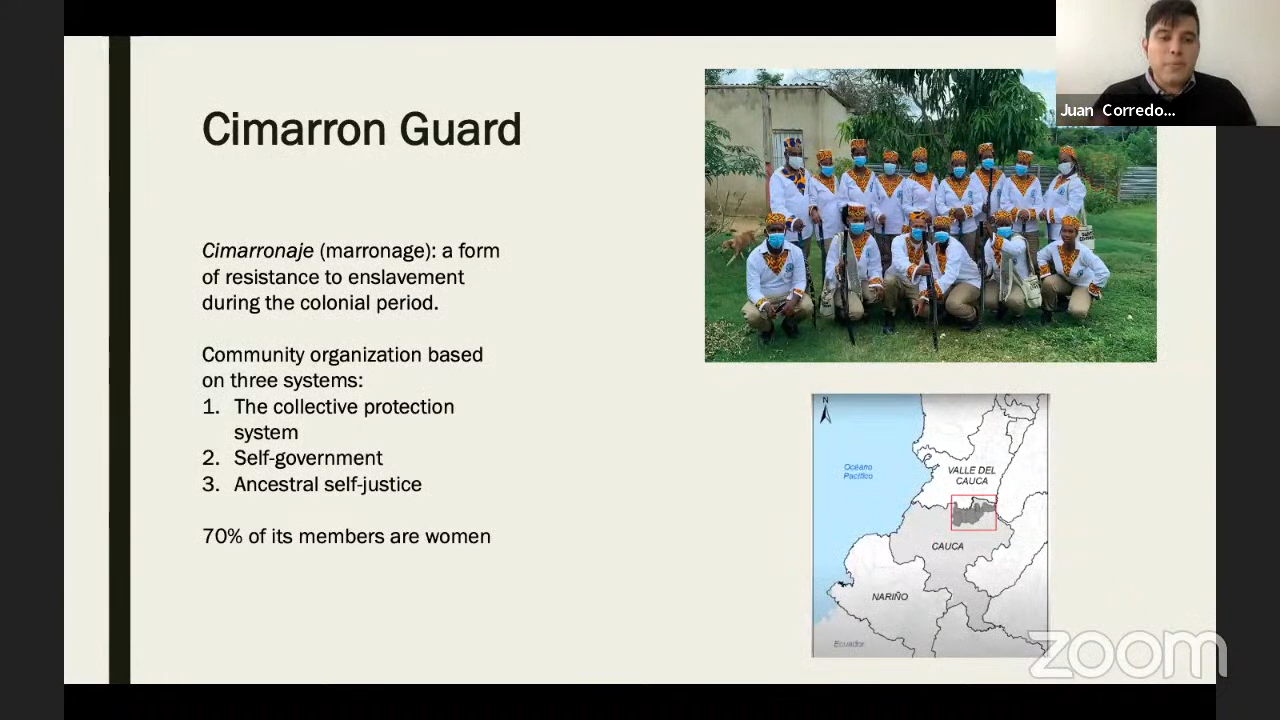 Juan Corredo...
Cimarron Guard
Cimarronaje (marronage): a form
of resistance to enslavement
during the colonial period.
Community organization based
on three systems:
1. The collective protection
system
2. Self-government
3. Ancestral self-justice
70% of its members are women
N
Océano
Pacífico
VALLE DEL
CAUCA
CAUCA
NARIÑO
Ecuador
zoom